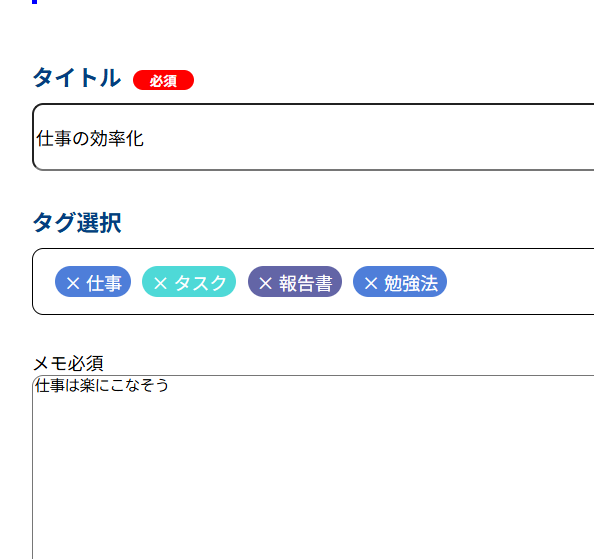 タイトル 必須
仕事の効率化
タグ選択
× 仕事 × タスク × 報告書 × 勉強法
メモ必須
仕事は楽にこなそう